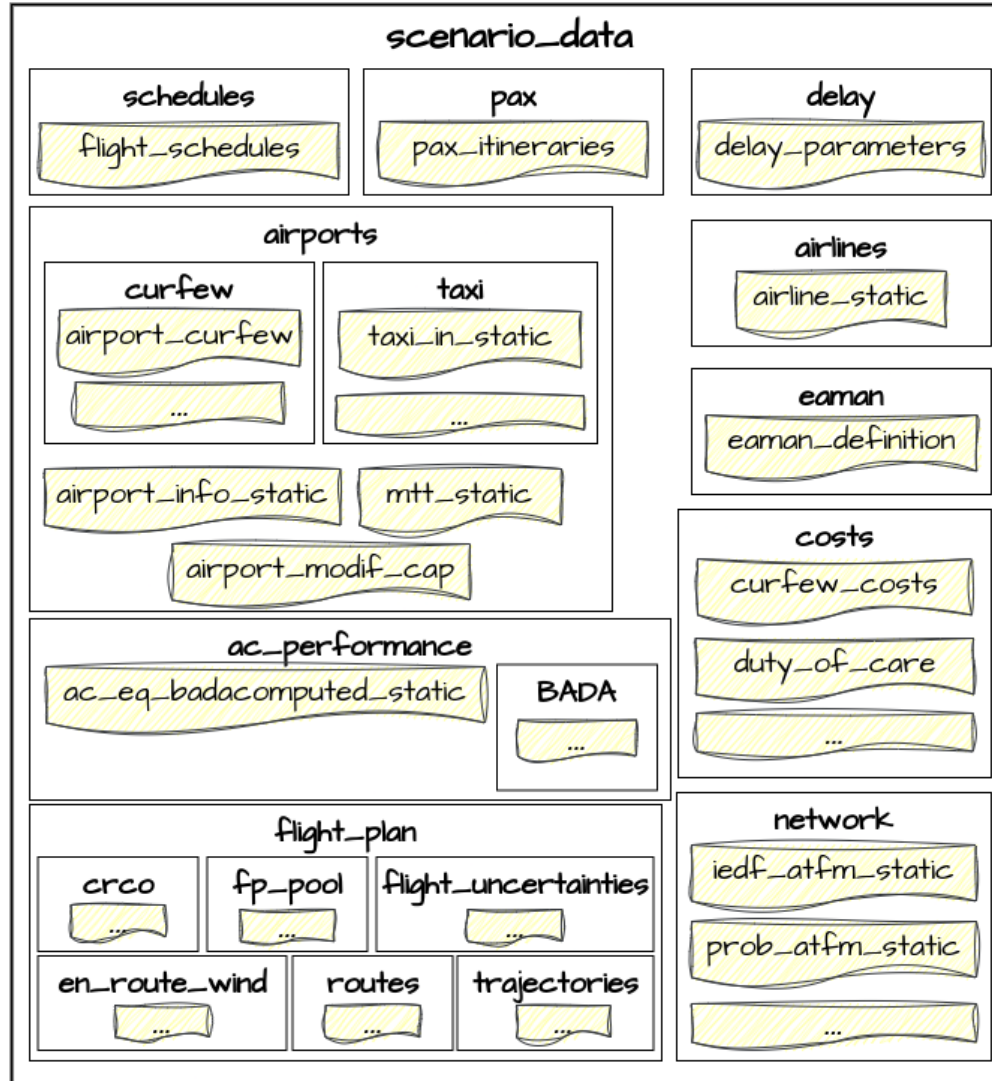 scenario_data
schedules
flight_schedules
pax
pax_itineraries
delay
delay_parameters
airports
curfew
airport_curfew
...
taxi
taxi_in_static
...
airport_info_static
mtt_static
airport_modif_cap
airlines
airline_static
eaman
eaman_definition
costs
curfew_costs
duty_of_care
...
ac_performance
ac_eq_badacomputed_static
BADA
...
flight_plan
crco
...
fp_pool
...
flight_uncertainties
...
en_route_wind
...
routes
...
trajectories
...
network
iedf_atfm_static
prob_atfm_static
...